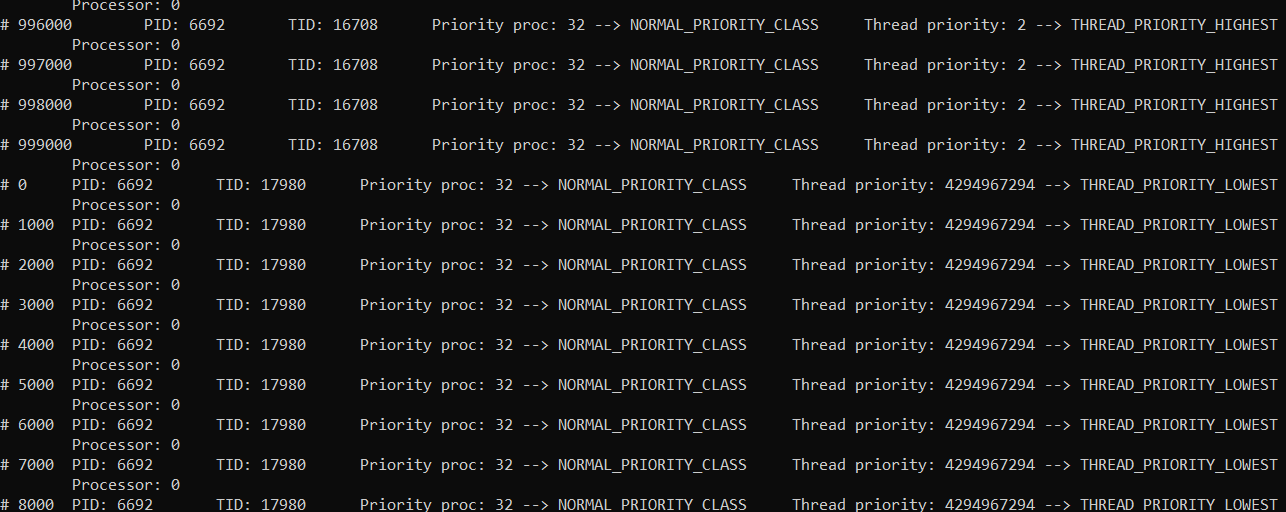 Processor: 0
# 996000 PID: 6692 TID: 16708 Priority proc: 32 --> NORMAL_PRIORITY_CLASS Thread priority: 2 --> THREAD_PRIORITY_HIGHEST
Processor: 0
# 997000 PID: 6692 TID: 16708 Priority proc: 32 --> NORMAL_PRIORITY_CLASS Thread priority: 2 --> THREAD_PRIORITY_HIGHEST
Processor: 0
# 998000 PID: 6692 TID: 16708 Priority proc: 32 --> NORMAL_PRIORITY_CLASS Thread priority: 2 --> THREAD_PRIORITY_HIGHEST
Processor: 0
# 999000 PID: 6692 TID: 16708 Priority proc: 32 --> NORMAL_PRIORITY_CLASS Thread priority: 2 --> THREAD_PRIORITY_HIGHEST
Processor: 0
# 0 PID: 6692 TID: 17980 Priority proc: 32 --> NORMAL_PRIORITY_CLASS Thread priority: 4294967294 --> THREAD_PRIORITY_LOWEST
Processor: 0
# 1000 PID: 6692 TID: 17980 Priority proc: 32 --> NORMAL_PRIORITY_CLASS Thread priority: 4294967294 --> THREAD_PRIORITY_LOWEST
Processor: 0
# 2000 PID: 6692 TID: 17980 Priority proc: 32 --> NORMAL_PRIORITY_CLASS Thread priority: 4294967294 --> THREAD_PRIORITY_LOWEST
Processor: 0
# 3000 PID: 6692 TID: 17980 Priority proc: 32 --> NORMAL_PRIORITY_CLASS Thread priority: 4294967294 --> THREAD_PRIORITY_LOWEST
Processor: 0
# 4000 PID: 6692 TID: 17980 Priority proc: 32 --> NORMAL_PRIORITY_CLASS Thread priority: 4294967294 --> THREAD_PRIORITY_LOWEST
Processor: 0
# 5000 PID: 6692 TID: 17980 Priority proc: 32 --> NORMAL_PRIORITY_CLASS Thread priority: 4294967294 --> THREAD_PRIORITY_LOWEST
Processor: 0
# 6000 PID: 6692 TID: 17980 Priority proc: 32 --> NORMAL_PRIORITY_CLASS Thread priority: 4294967294 --> THREAD_PRIORITY_LOWEST
Processor: 0
# 7000 PID: 6692 TID: 17980 Priority proc: 32 --> NORMAL_PRIORITY_CLASS Thread priority: 4294967294 --> THREAD_PRIORITY_LOWEST
Processor: 0
# 8000 PID: 6692 TID: 17980 Priority proc: 32 --> NORMAL_PRIORITY_CLASS Thread priority: 4294967294 --> THREAD_PRIORITY_LOWEST